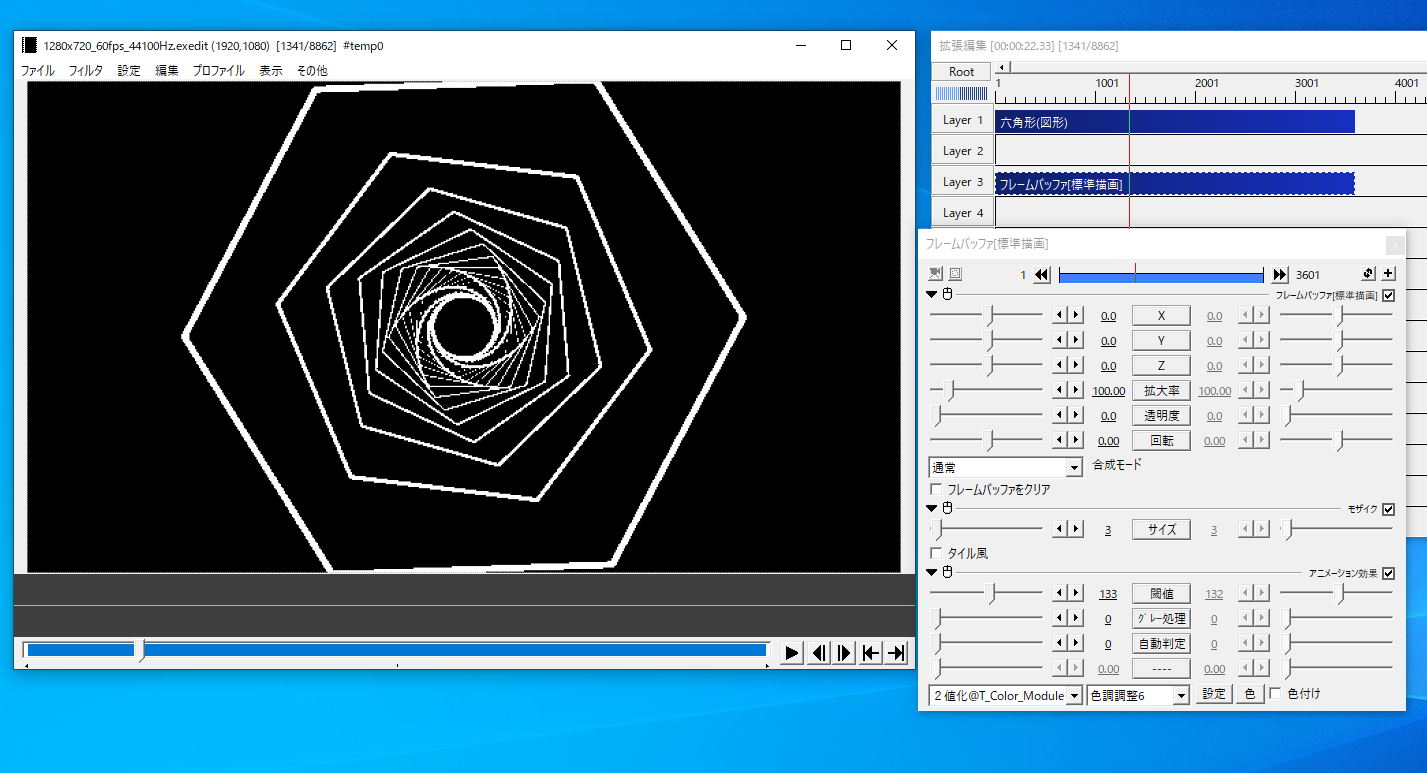 1280x720_60fps_44100Hz.exedit (1920,1080) [1341/8862] #temp0
ファイル フィルタ 設定 編集 プロファイル 表示 その他
拡張編集 [00:00:22.33] [1341/8862]
Root
1 1001 2001 3001 4001
Layer 1 六角形(図形)
Layer 2
Layer 3 フレームバッファ[標準描画]
Layer 4
フレームバッファ[標準描画]
1 3601
フレームバッファ[標準描画]
0.0 X 0.0
0.0 Y 0.0
0.0 Z 0.0
100.00 拡大率 100.00
0.0 透明度 0.0
0.00 回転 0.00
通常 合成モード
フレームバッファをクリア
モザイク
3 サイズ 3
タイル風
アニメーション効果
133 閾値 132
0 グレー処理 0
0 自動判定 0
0.00 ---- 0.00
２値化@T_Color_Module 色調調整6 設定 色 色付け